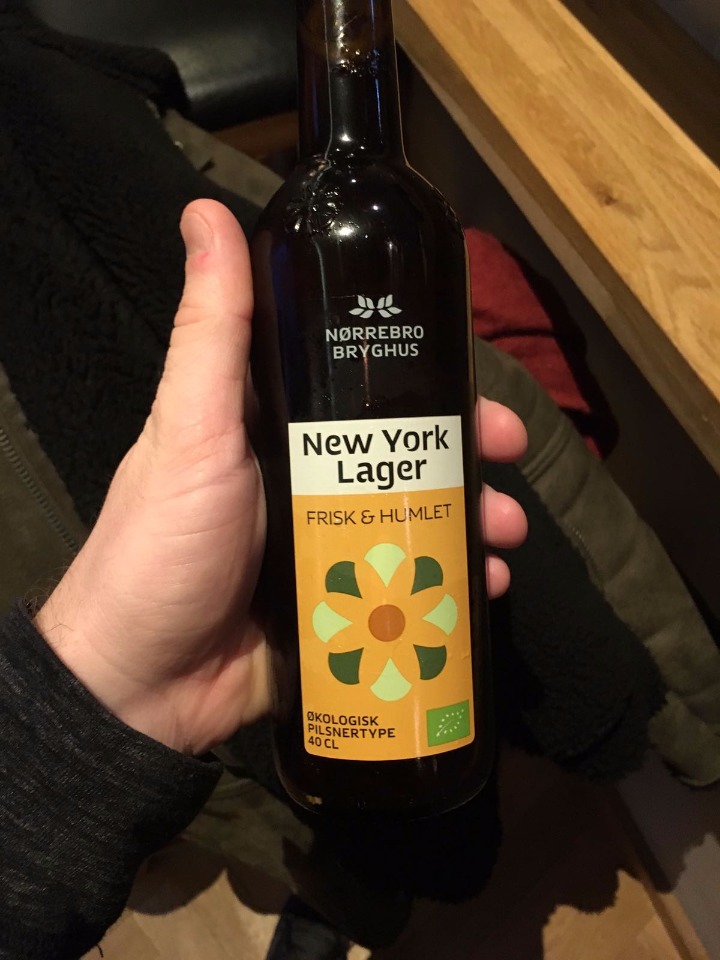 NØRREBRO
BRYGHUS
New York
Lager
FRISK & HUMLET
ØKOLOGISK
PILSNERTYPE
40 CL